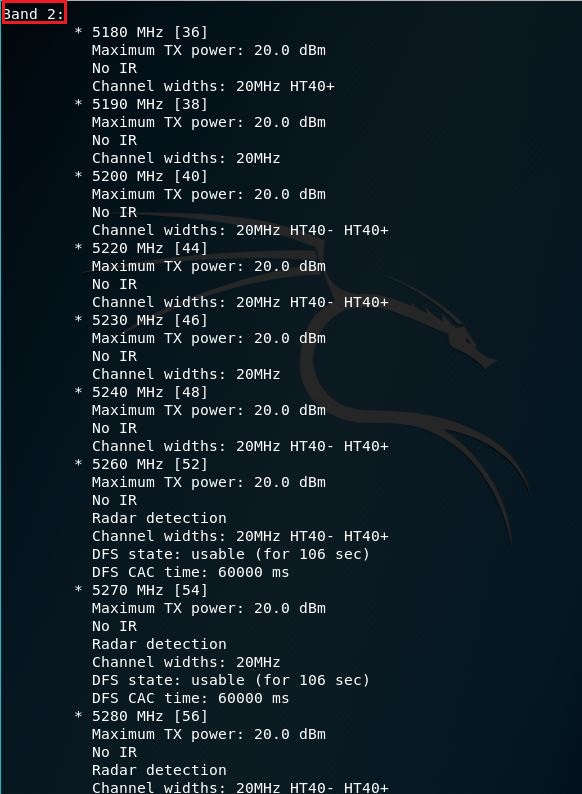 Band 2:
* 5180 MHz [36]
Maximum TX power: 20.0 dBm
No IR
Channel widths: 20MHz HT40+
* 5190 MHz [38]
Maximum TX power: 20.0 dBm
No IR
Channel widths: 20MHz
* 5200 MHz [40]
Maximum TX power: 20.0 dBm
No IR
Channel widths: 20MHz HT40- HT40+
* 5220 MHz [44]
Maximum TX power: 20.0 dBm
No IR
Channel widths: 20MHz HT40- HT40+
* 5230 MHz [46]
Maximum TX power: 20.0 dBm
No IR
Channel widths: 20MHz
* 5240 MHz [48]
Maximum TX power: 20.0 dBm
No IR
Channel widths: 20MHz HT40- HT40+
* 5260 MHz [52]
Maximum TX power: 20.0 dBm
No IR
Radar detection
Channel widths: 20MHz HT40- HT40+
DFS state: usable (for 106 sec)
DFS CAC time: 60000 ms
* 5270 MHz [54]
Maximum TX power: 20.0 dBm
No IR
Radar detection
Channel widths: 20MHz
DFS state: usable (for 106 sec)
DFS CAC time: 60000 ms
* 5280 MHz [56]
Maximum TX power: 20.0 dBm
No IR
Radar detection
Channel widths: 20MHz HT40- HT40+